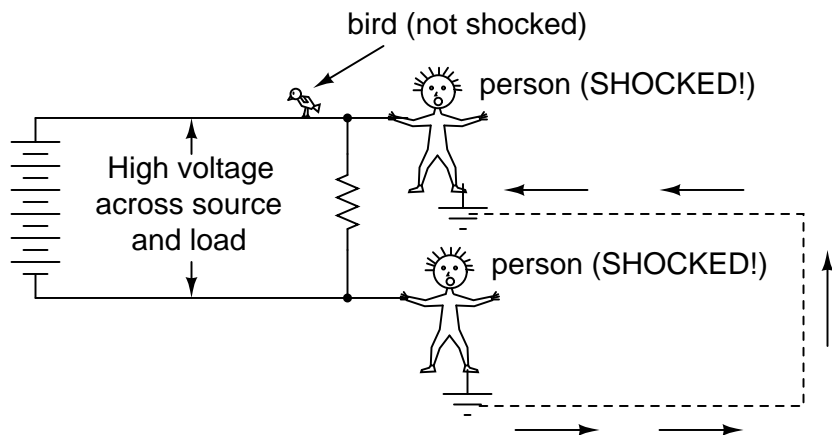 bird (not shocked)
person (SHOCKED!)
High voltage
across source
and load
person (SHOCKED!)